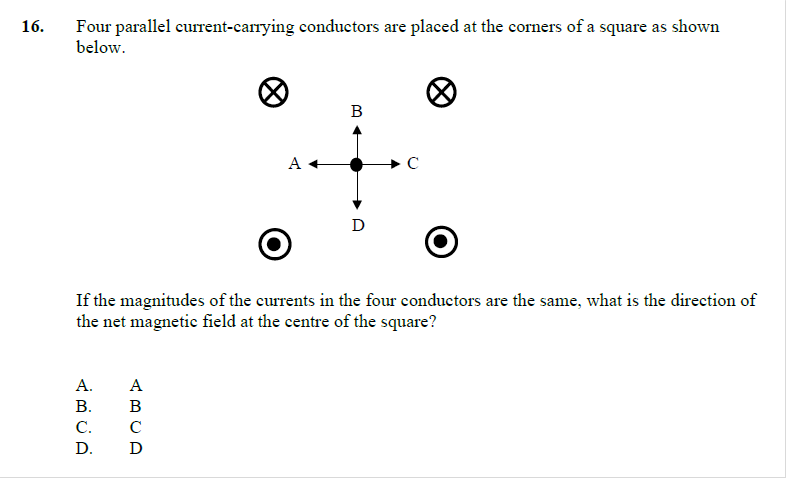 16. Four parallel current-carrying conductors are placed at the corners of a square as shown
below.
B
A C
D
If the magnitudes of the currents in the four conductors are the same, what is the direction of
the net magnetic field at the centre of the square?
A. A
B. B
C. C
D. D